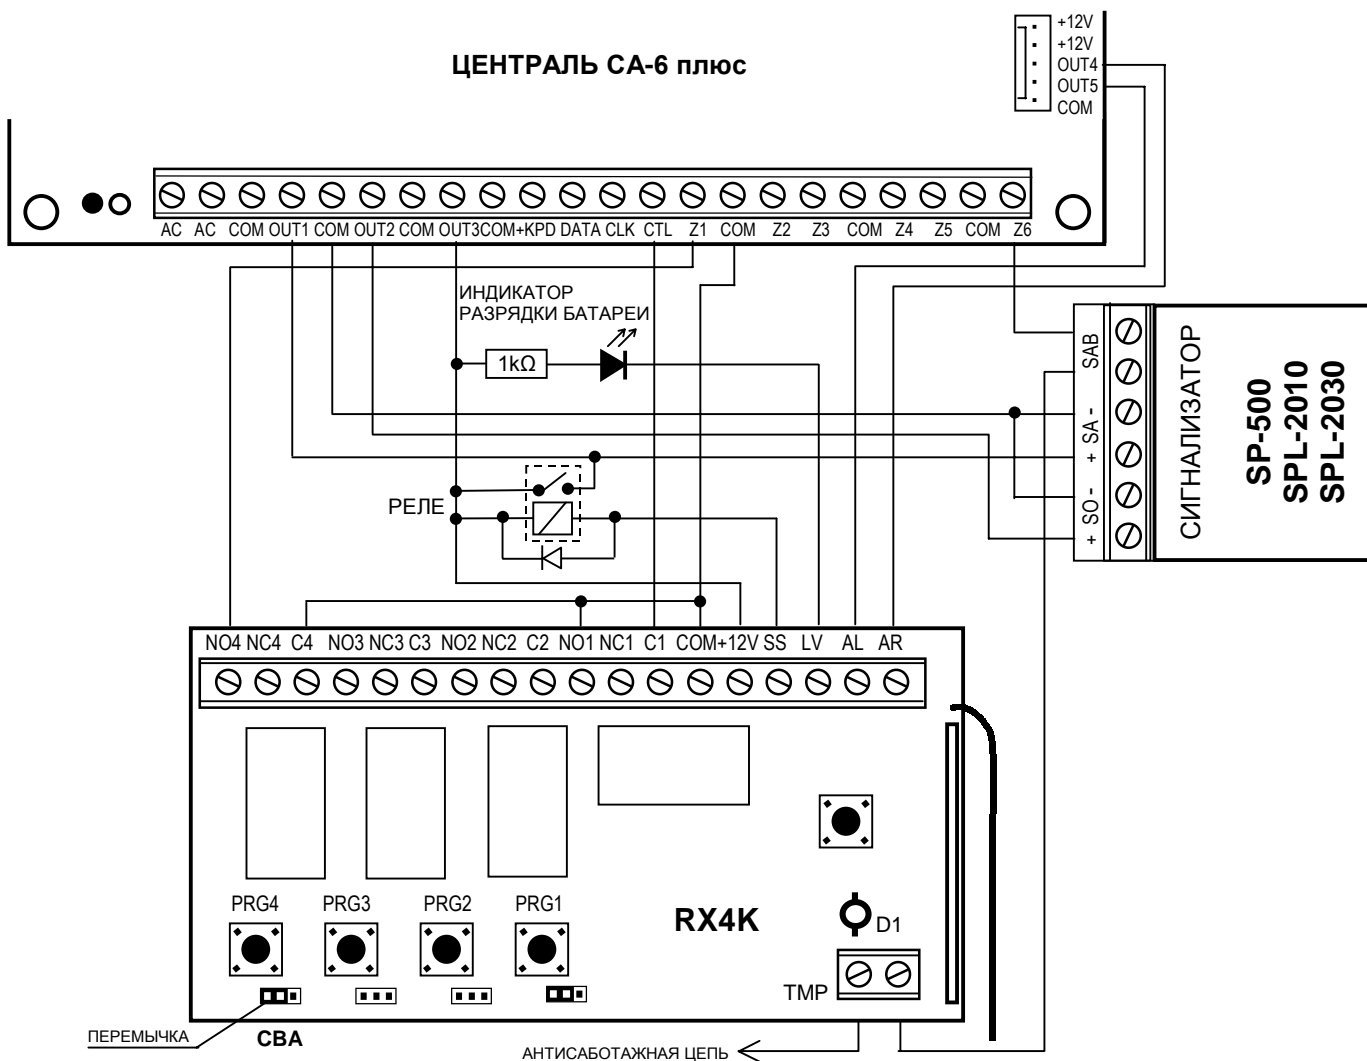 +12V
+12V
OUT4
OUT5
COM
ЦЕНТРАЛЬ СА-6 плюс
AC AC COM OUT1 COM OUT2 COM OUT3 COM +KPD DATA CLK CTL Z1 COM Z2 Z3 COM Z4 Z5 COM Z6
ИНДИКАТОР
РАЗРЯДКИ БАТАРЕИ
1kΩ
SAB
- SA +
- SO +
СИГНАЛИЗАТОР
SP-500
SPL-2010
SPL-2030
РЕЛЕ
NO4 NC4 C4 NO3 NC3 C3 NO2 NC2 C2 NO1 NC1 C1 COM +12V SS LV AL AR
PRG4 PRG3 PRG2 PRG1
RX4K
D1
TMP
ПЕРЕМЫЧКА
CBA
АНТИСАБОТАЖНАЯ ЦЕПЬ